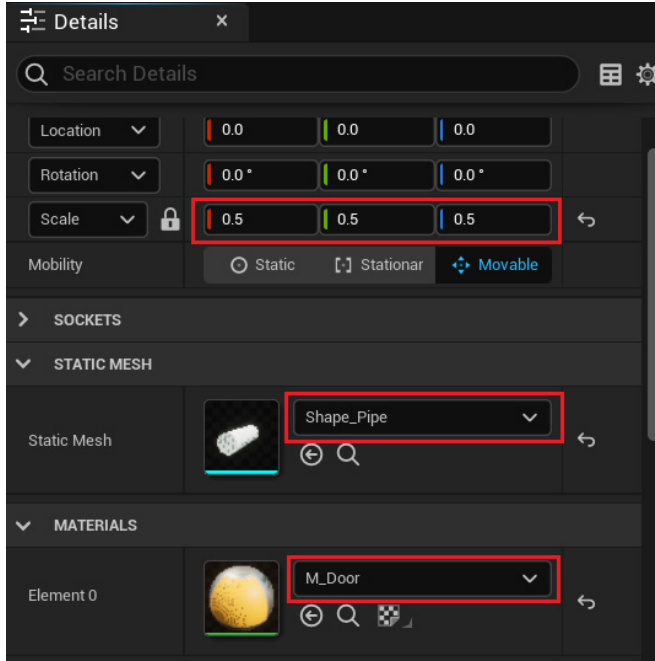 Details
Search Details
Location 0.0 0.0 0.0
Rotation 0.0 ° 0.0 ° 0.0 °
Scale 0.5 0.5 0.5
Mobility Static Stationar Movable
SOCKETS
STATIC MESH
Shape_Pipe
Static Mesh
MATERIALS
M_Door
Element 0